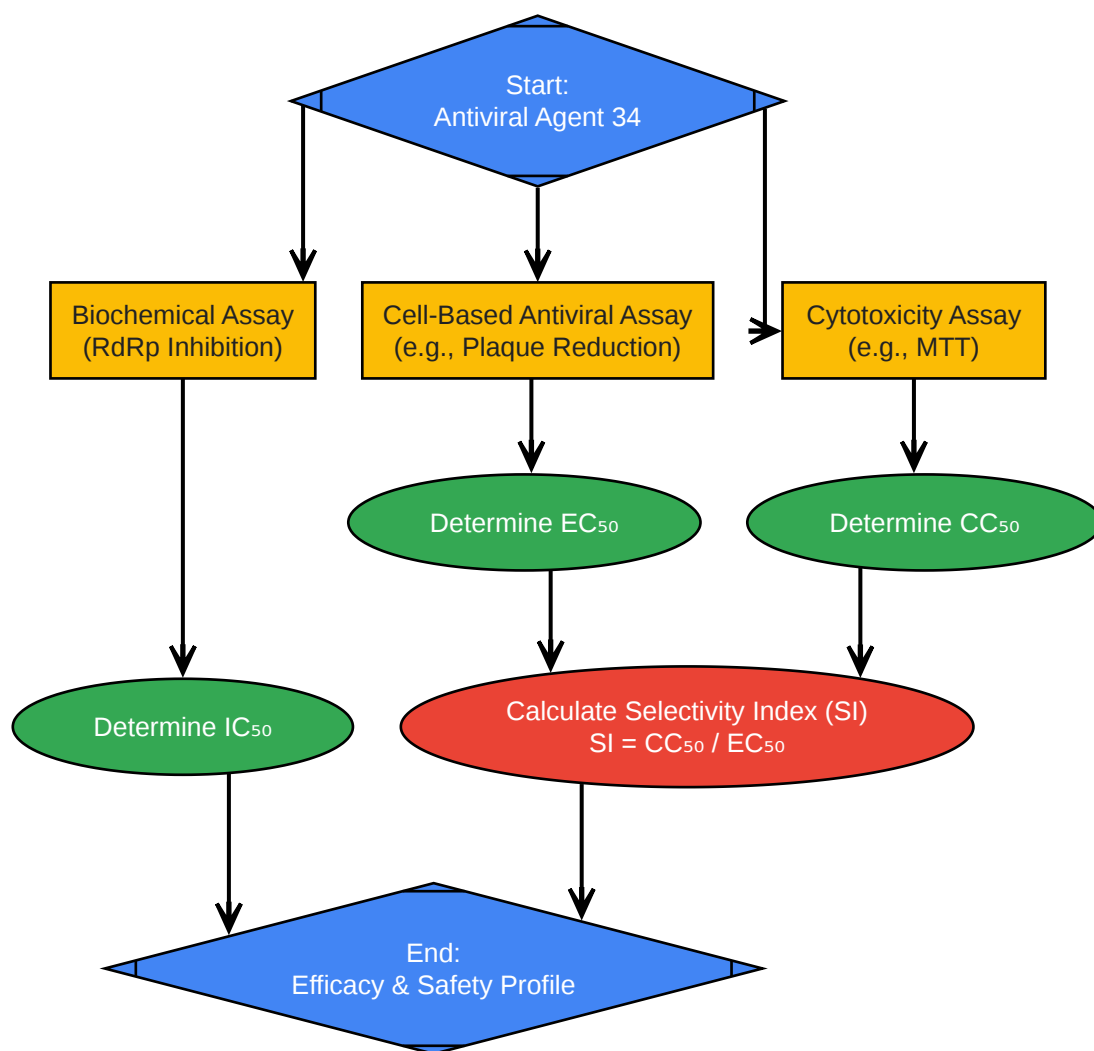 Start:
Antiviral Agent 34
Biochemical Assay
(RdRp Inhibition)
Cell-Based Antiviral Assay
(e.g., Plaque Reduction)
Cytotoxicity Assay
(e.g., MTT)
Determine EC₅₀
Determine CC₅₀
Determine IC₅₀
Calculate Selectivity Index (SI)
SI = CC₅₀ / EC₅₀
End:
Efficacy & Safety Profile